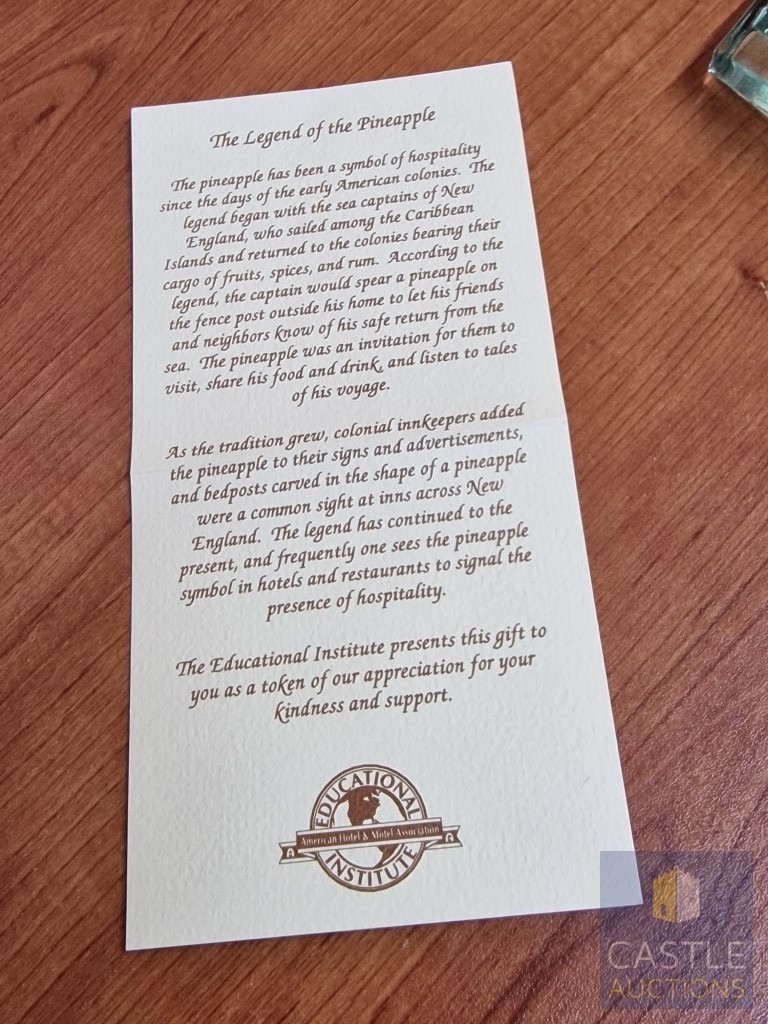 The Legend of the Pineapple
The pineapple has been a symbol of hospitality
since the days of the early American colonies. The
legend began with the sea captains of New
England, who sailed among the Caribbean
Islands and returned to the colonies bearing their
cargo of fruits, spices, and rum. According to the
legend, the captain would spear a pineapple on
the fence post outside his home to let his friends
and neighbors know of his safe return from the
sea. The pineapple was an invitation for them to
visit, share his food and drink, and listen to tales
of his voyage.
As the tradition grew, colonial innkeepers added
the pineapple to their signs and advertisements,
and bedposts carved in the shape of a pineapple
were a common sight at inns across New
England. The legend has continued to the
present, and frequently one sees the pineapple
symbol in hotels and restaurants to signal the
presence of hospitality.
The Educational Institute presents this gift to
you as a token of our appreciation for your
kindness and support.
EDUCATIONAL
American Hotel & Motel Association
INSTITUTE
CASTLE
AUCTIONS